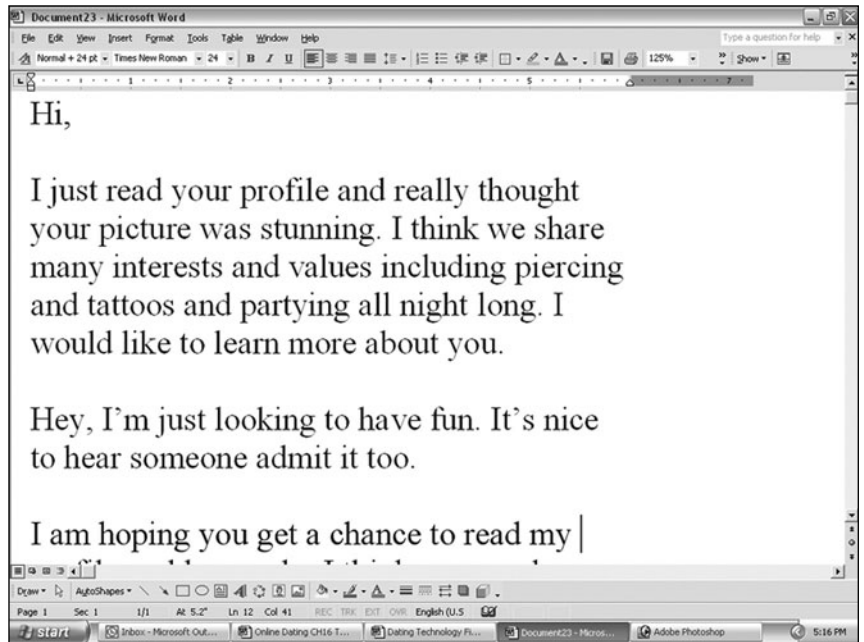 Document23 - Microsoft Word
File Edit View Insert Format Tools Table Window Help Type a question for help
Normal + 24 pt Times New Roman 24 B I U 125% Show
1 2 3 4 5 7
Hi,
I just read your profile and really thought
your picture was stunning. I think we share
many interests and values including piercing
and tattoos and partying all night long. I
would like to learn more about you.
Hey, I’m just looking to have fun. It’s nice
to hear someone admit it too.
I am hoping you get a chance to read my
Draw AutoShapes
Page 1 Sec 1 1/1 At 5.2" Ln 12 Col 41 REC TRK EXT OVR English (U.S
start Inbox - Microsoft Out... Online Dating CH16 T... Dating Technology Fi... Document23 - Micros... Adobe Photoshop 5:16 PM